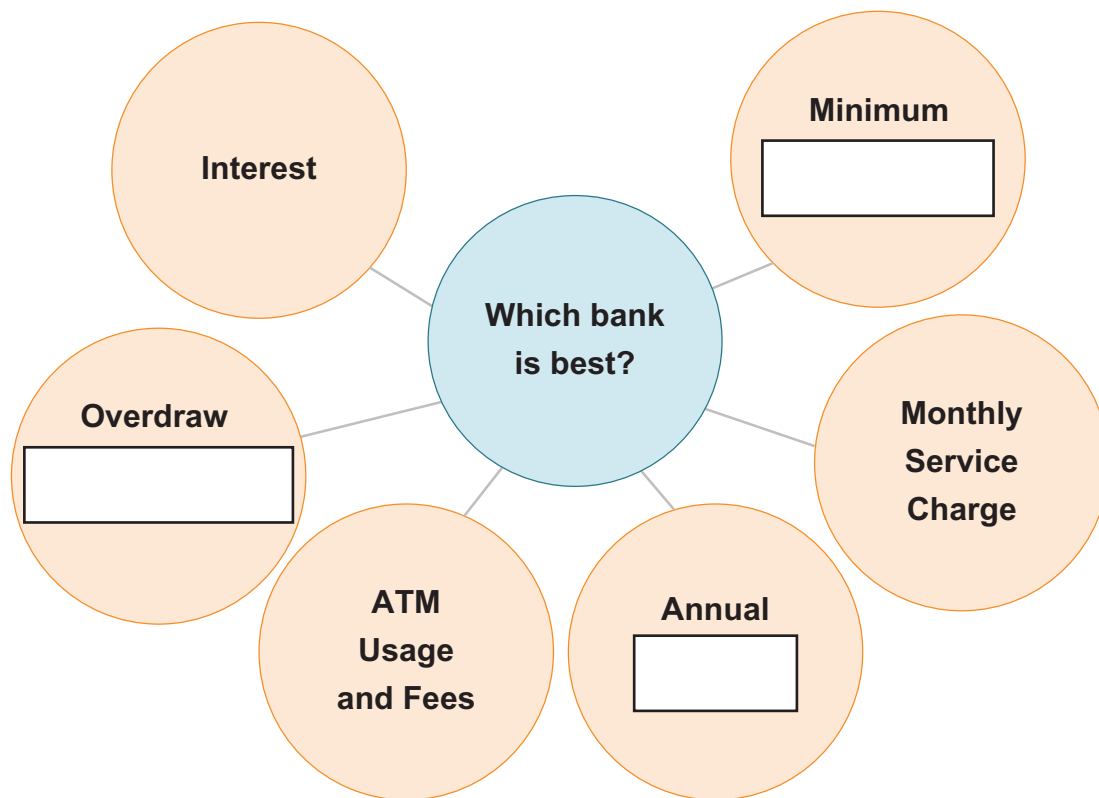 Interest
Minimum
Which bank
is best?
Overdraw
Monthly
Service
Charge
ATM
Usage
and Fees
Annual